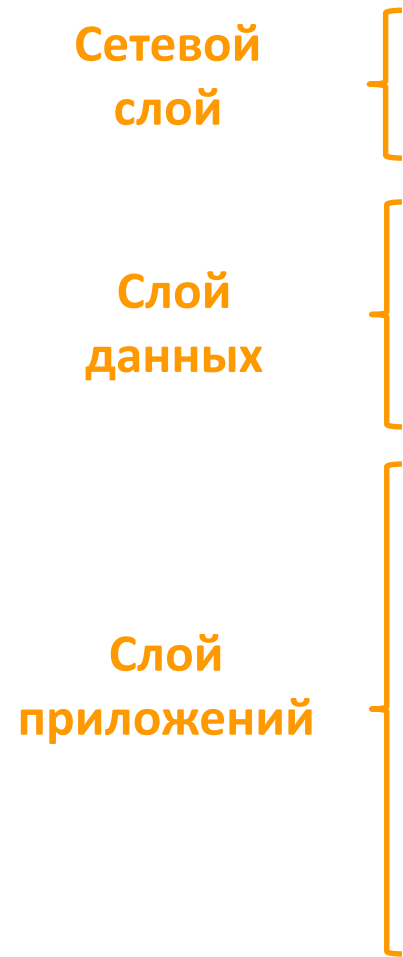 Сетевой
слой
Слой
данных
Слой
приложений